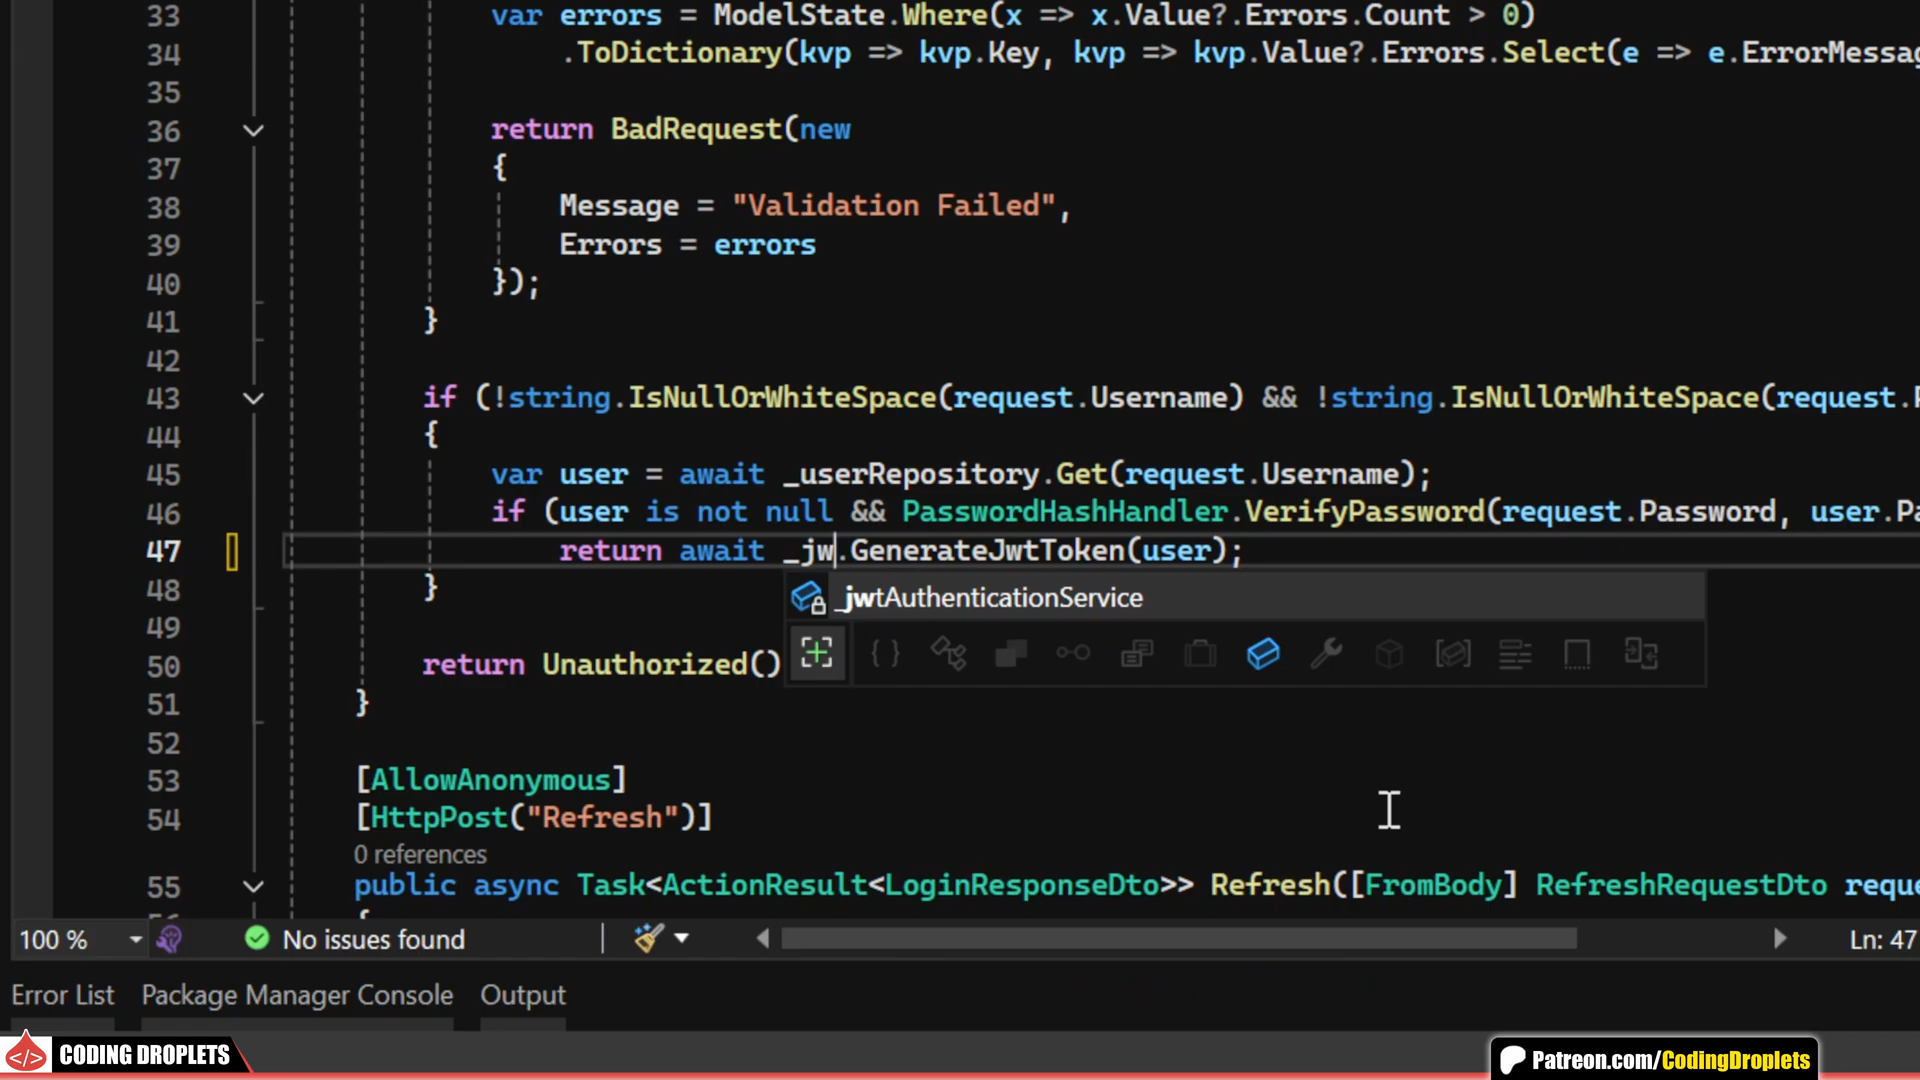 33 var errors = ModelState.Where(x => x.Value?.Errors.Count > 0)
34 .ToDictionary(kvp => kvp.Key, kvp => kvp.Value?.Errors.Select(e => e.ErrorMessag
35
36 return BadRequest(new
37 {
38 Message = "Validation Failed",
39 Errors = errors
40 });
41 }
42
43 if (!string.IsNullOrWhiteSpace(request.Username) && !string.IsNullOrWhiteSpace(request.
44 {
45 var user = await _userRepository.Get(request.Username);
46 if (user is not null && PasswordHashHandler.VerifyPassword(request.Password, user.Pa
47 return await _jw.GenerateJwtToken(user);
48 }
_jwtAuthenticationService
49
50 return Unauthorized()
51 }
52
53 [AllowAnonymous]
54 [HttpPost("Refresh")]
0 references
55 public async Task<ActionResult<LoginResponseDto>> Refresh([FromBody] RefreshRequestDto reque
{
100 % No issues found Ln: 47
Error List Package Manager Console Output
CODING DROPLETS
Patreon.com/CodingDroplets